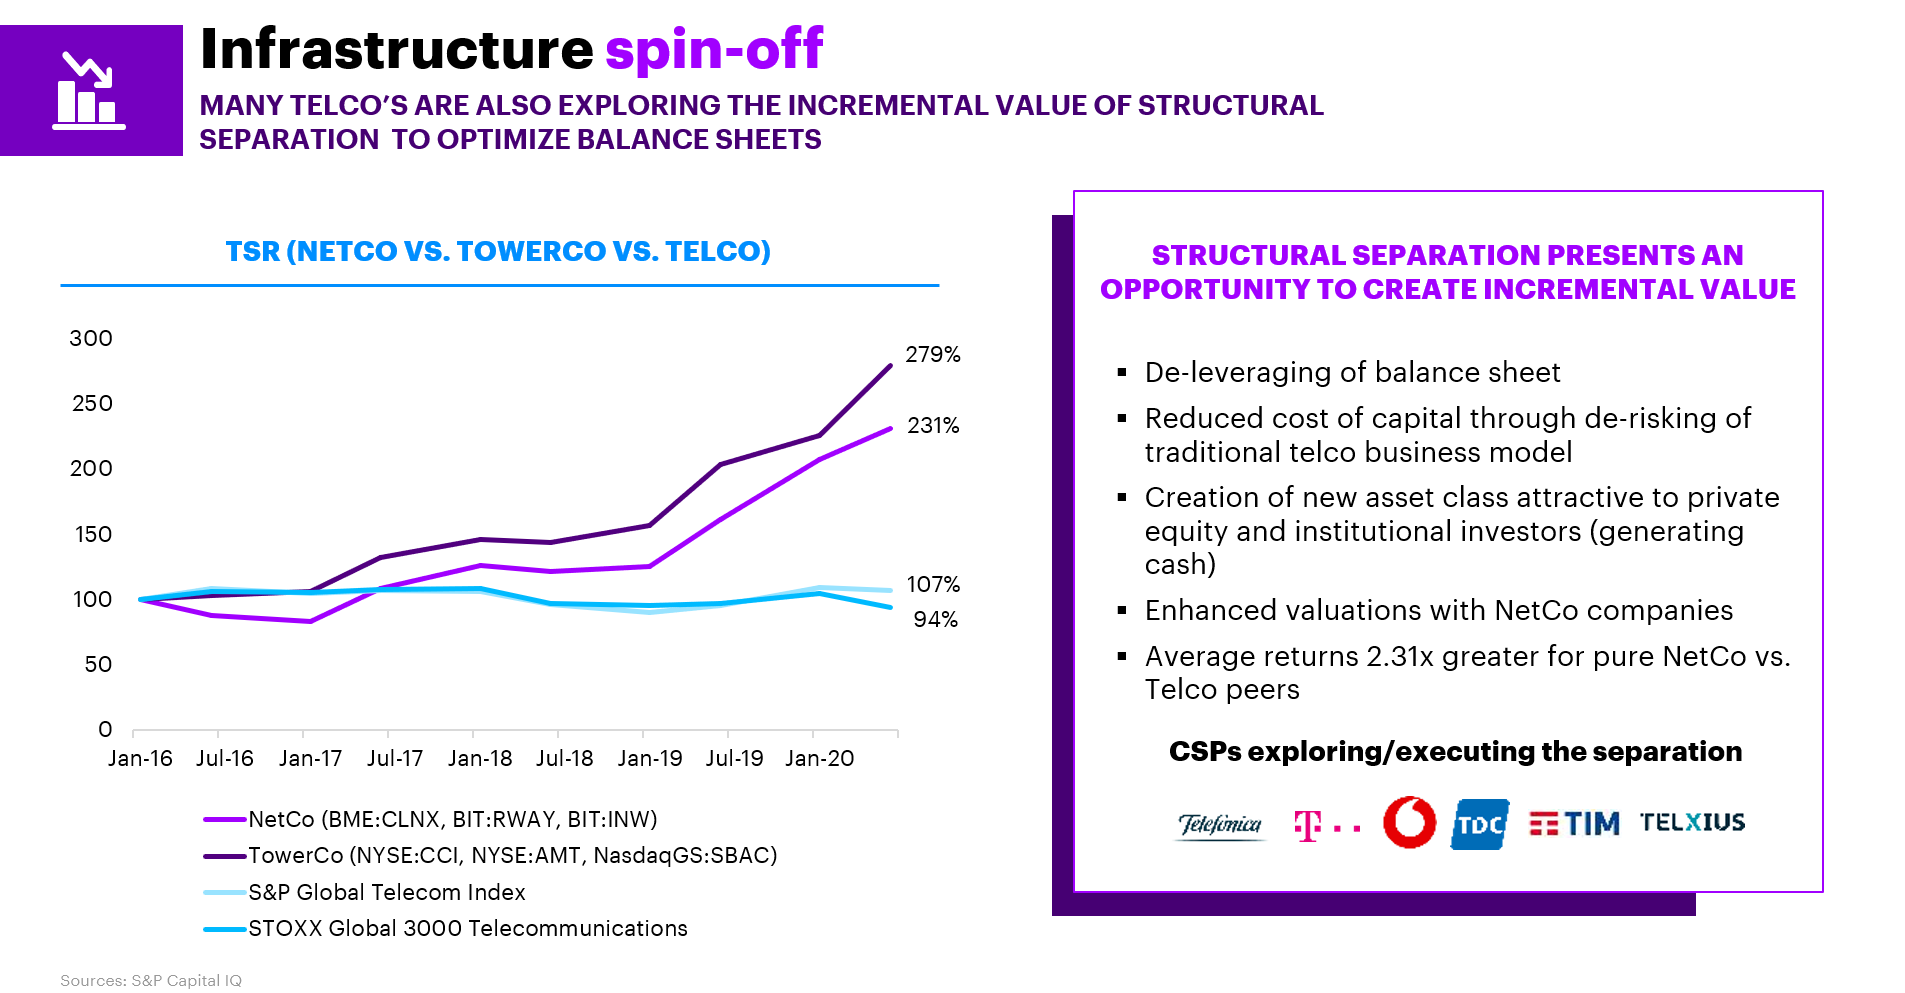 Infrastructure spin-off
MANY TELCO’S ARE ALSO EXPLORING THE INCREMENTAL VALUE OF STRUCTURAL
SEPARATION  TO OPTIMIZE BALANCE SHEETS
TSR (NETCO VS. TOWERCO VS. TELCO)
300
250
200
150
100
50
0
279%
231%
107%
94%
Jan-16 Jul-16 Jan-17 Jul-17 Jan-18 Jul-18 Jan-19 Jul-19 Jan-20
NetCo (BME:CLNX, BIT:RWAY, BIT:INW)
TowerCo (NYSE:CCI, NYSE:AMT, NasdaqGS:SBAC)
S&P Global Telecom Index
STOXX Global 3000 Telecommunications
Sources: S&P Capital IQ
STRUCTURAL SEPARATION PRESENTS AN
OPPORTUNITY TO CREATE INCREMENTAL VALUE
▪ De-leveraging of balance sheet
▪ Reduced cost of capital through de-risking of
traditional telco business model
▪ Creation of new asset class attractive to private
equity and institutional investors (generating
cash)
▪ Enhanced valuations with NetCo companies
▪ Average returns 2.31x greater for pure NetCo vs.
Telco peers
CSPs exploring/executing the separation
Telefónica T TDC TIM TELXIUS